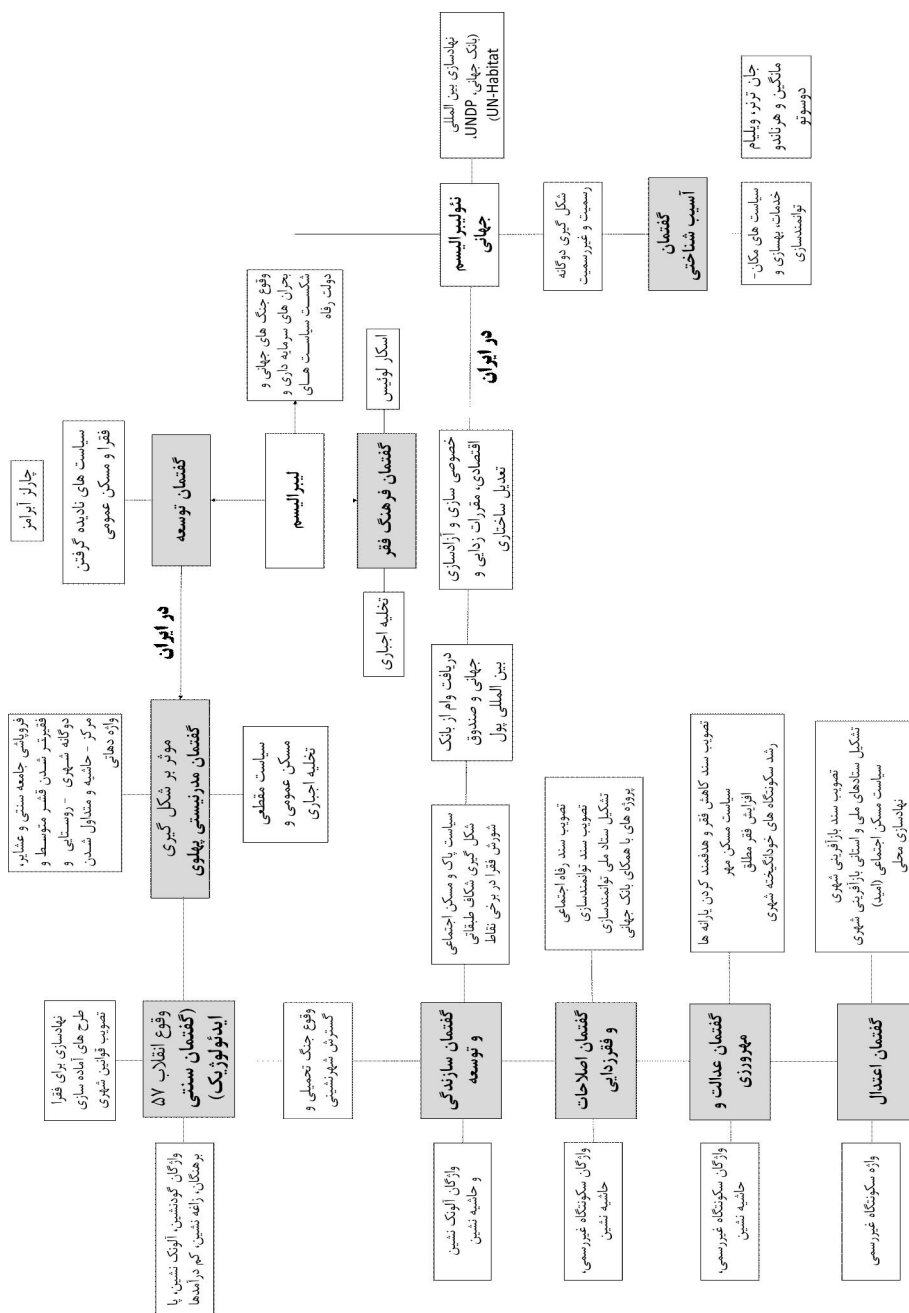 چارلز آبرامز
سیاست های نادیده گرفتن
فقرا و مسکن عمومی
گفتمان توسعه
لیبرالیسم
وقوع جنگ های جهانی و
بحران های سرمایه داری و
شکست سیاست های
دولت رفاه
گفتمان فرهنگ فقر
اسکار لوئیس
تخلیه اجباری
در ایران
فروپاشی جامعه سنتی و عشایر،
فقیرتر شدن قشر متوسط و
دوگانه شهری - روستایی و
مرکز - حاشیه و متداول شدن
واژه دهاتی
موثر بر شکل گیری
گفتمان مدرنیستی پهلوی
سیاست مقطعی
مسکن عمومی و
تخلیه اجباری
نهادسازی برای فقرا
طرح های آماده سازی
تصویب قوانین شهری
وقوع انقلاب ۵۷
(گفتمان سنتی
ایدئولوژیک)
واژگان گودنشین، آلونک نشین، پا
برهنگان، زاغه نشین، کم درآمدها
وقوع جنگ تحمیلی و
گسترش شهرنشینی
نئولیبرالیسم
جهانی
نهادسازی بین المللی
(بانک جهانی، UNDP،
UN-Habitat)
شکل گیری دوگانه
رسمیت و غیررسمیت
گفتمان
آسیب شناختی
سیاست های مکان-
خدمات، بهسازی و
توانمندسازی
جان ترنر، ویلیام
مانگین و هرناندو
دوسوتو
در ایران
خصوصی سازی و آزادسازی
اقتصادی، مقررات زدایی و
تعدیل ساختاری
دریافت وام از بانک
جهانی و صندوق
بین المللی پول
سیاست پاک و مسکن اجتماعی
شکل گیری شکاف طبقاتی
شورش فقرا در برخی نقاط
گفتمان سازندگی
و توسعه
واژگان آلونک نشین
و حاشیه نشین
تصویب سند رفاه اجتماعی
تصویب سند توانمندسازی
تشکیل ستاد ملی توانمندسازی
پروژه های با همکای بانک جهانی
گفتمان اصلاحات
و فقرزدایی
واژگان سکونتگاه غیررسمی،
حاشیه نشین
تصویب سند کاهش فقر و هدفمند کردن یارانه ها
سیاست مسکن مهر
افزایش فقر مطلق
رشد سکونتگاه های خودانگیخته شهری
گفتمان عدالت و
مهرورزی
واژگان سکونتگاه غیررسمی،
حاشیه نشین
تصویب سند بازآفرینی شهری
تشکیل ستادهای ملی و استانی بازآفرینی شهری
سیاست مسکن اجتماعی (امید)
نهادسازی محلی
گفتمان اعتدال
واژه سکونتگاه غیررسمی